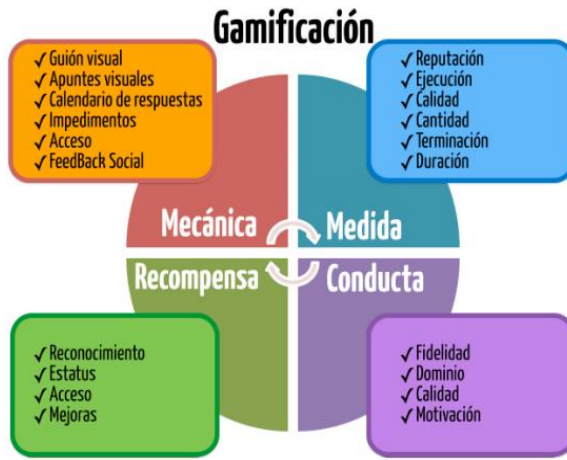 Gamificación
✓ Guión visual
✓ Apuntes visuales
✓ Calendario de respuestas
✓ Impedimentos
✓ Acceso
✓ FeedBack Social
✓ Reputación
✓ Ejecución
✓ Calidad
✓ Cantidad
✓ Terminación
✓ Duración
Mecánica
Medida
Recompensa
Conducta
✓ Reconocimiento
✓ Estatus
✓ Acceso
✓ Mejoras
✓ Fidelidad
✓ Dominio
✓ Calidad
✓ Motivación